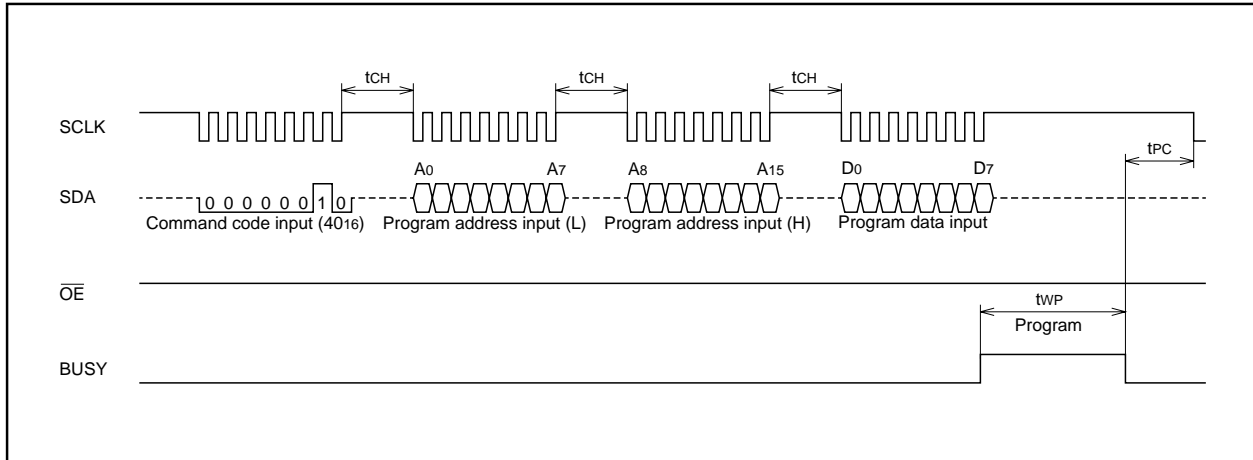 tCH tCH tCH
SCLK
tPC
A0 A7 A8 A15 D0 D7
SDA
0 0 0 0 0 0 1 0
Command code input (4016) Program address input (L) Program address input (H) Program data input
OE
tWP
Program
BUSY